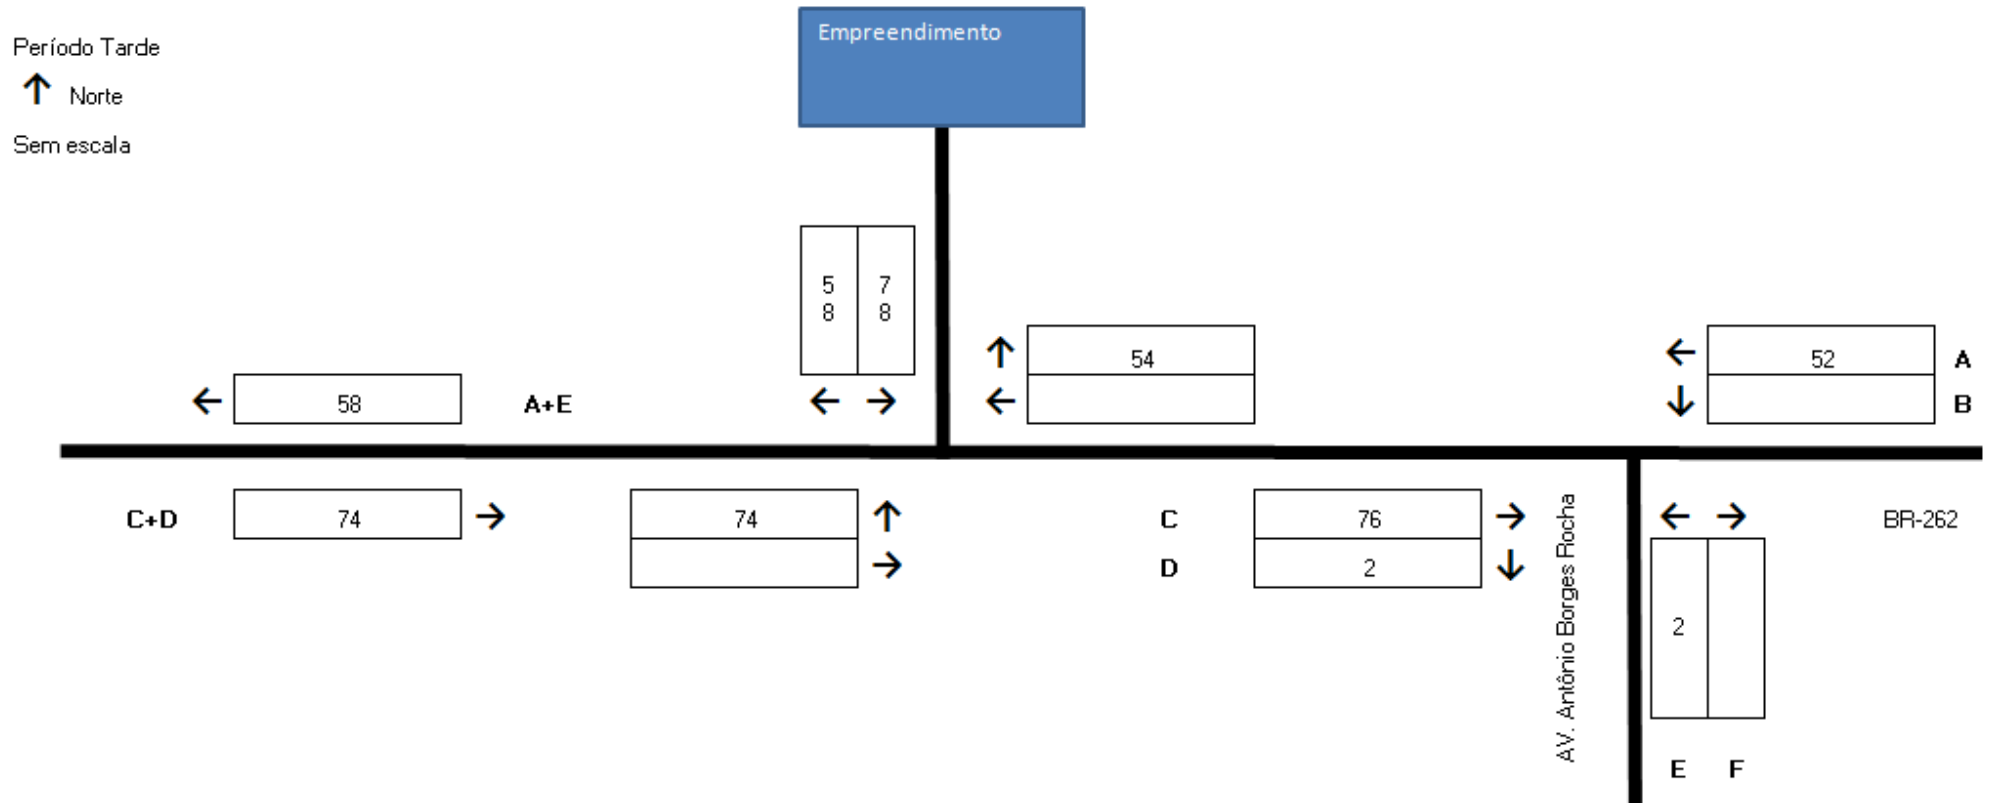 Empreendimento
Período Tarde
↑ Norte
Sem escala
5 7
8 8
↑ 54
← 52 A
← 58 A+E
← →
←
↓ B
C+D 74 →
74 ↑
→
C 76 →
D 2 ↓
AV. Antônio Borges Rocha
← →
BR-262
2
E F